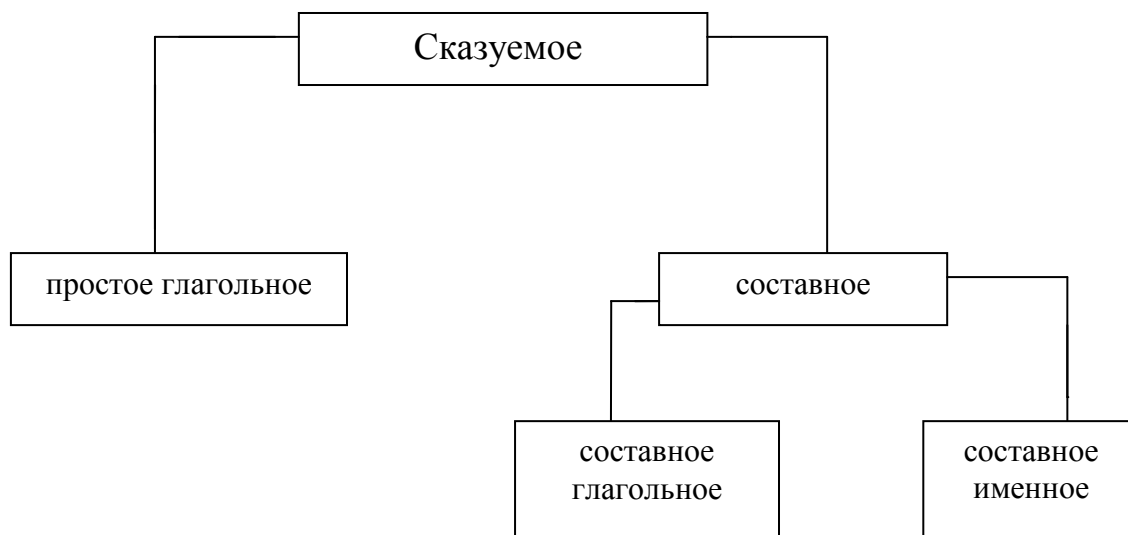 Сказуемое
простое глагольное
составное
составное
глагольное
составное
именное